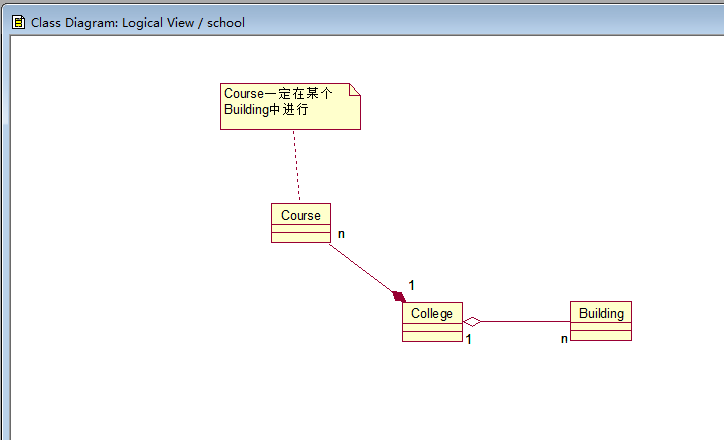 Class Diagram: Logical View / school
Course一定在某个
Building中进行
Course
n
1
College
1
n
Building